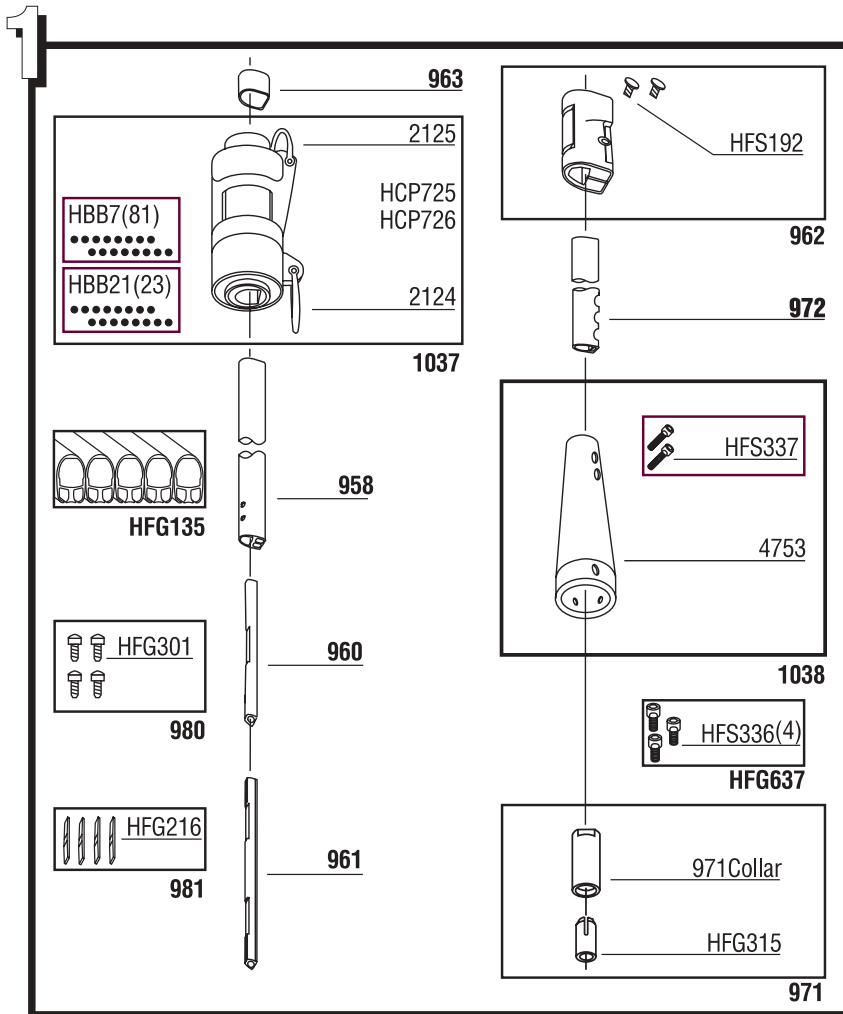 1
963
2125
HCP725
HCP726
HBB7(81)
HBB21(23)
2124
1037
HFG135
958
HFG301
980
960
HFG216
981
961
HFS192
962
972
HFS337
4753
1038
HFS336(4)
HFG637
971Collar
HFG315
971